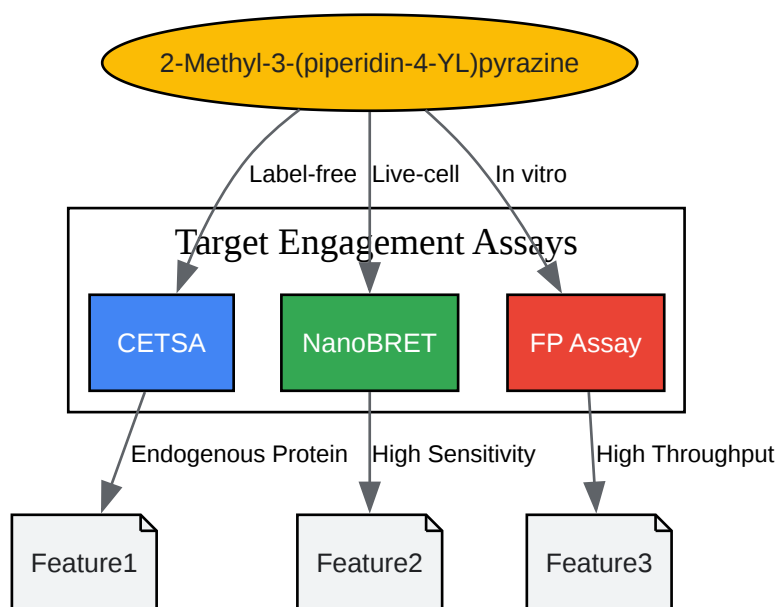 2-Methyl-3-(piperidin-4-YL)pyrazine
Label-free
Live-cell
In vitro
Target Engagement Assays
CETSA
NanoBRET
FP Assay
Endogenous Protein
High Sensitivity
High Throughput
Feature1
Feature2
Feature3